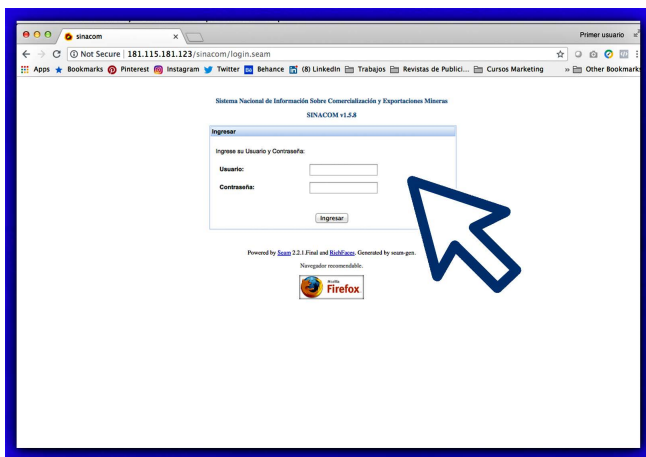 sinacom
Primer usuario
Not Secure | 181.115.181.123/sinacom/login.seam
Apps Bookmarks Pinterest Instagram Twitter Behance (8) LinkedIn Trabajos Revistas de Publici... Cursos Marketing » Other Bookmarks
Sistema Nacional de Información Sobre Comercialización y Exportaciones Mineras
SINACOM v1.5.8
Ingresar
Ingrese su Usuario y Contraseña:
Usuario:
Contraseña:
Ingresar
Powered by Seam 2.2.1.Final and RichFaces. Generated by seam-gen.
Navegador recomendable.
Mozilla
Firefox